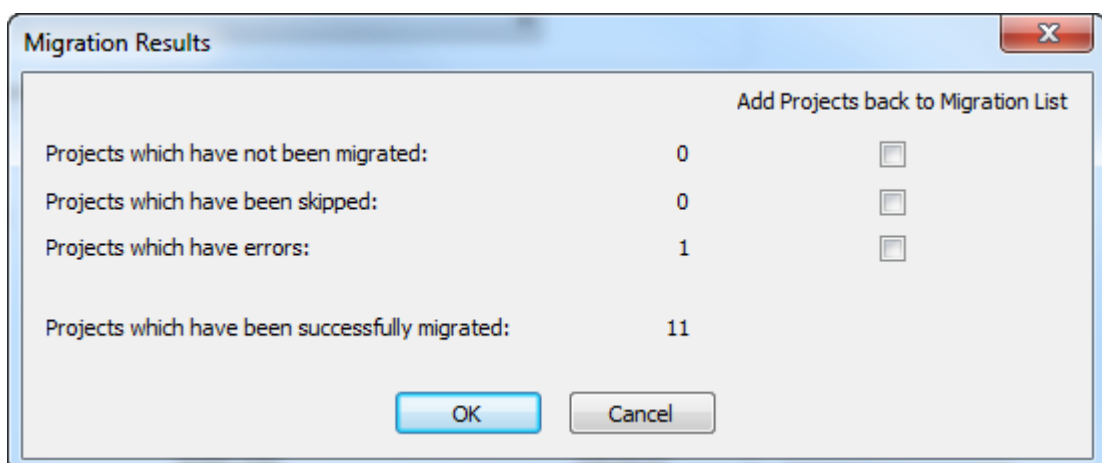 Migration Results
Add Projects back to Migration List
Projects which have not been migrated: 0
Projects which have been skipped: 0
Projects which have errors: 1
Projects which have been successfully migrated: 11
OK Cancel